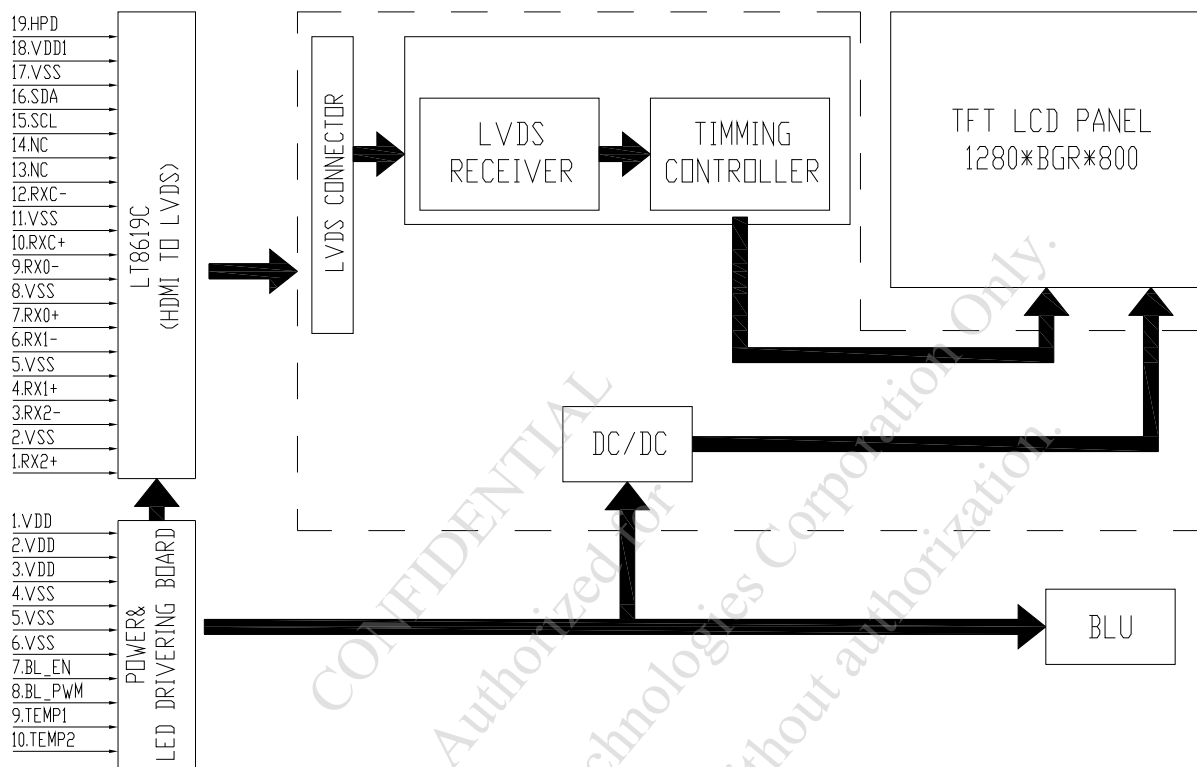 19.HPD
18.VDD1
17.VSS
16.SDA
15.SCL
14.NC
13.NC
12.RXC-
11.VSS
10.RXC+
9.RX0-
8.VSS
7.RX0+
6.RX1-
5.VSS
4.RX1+
3.RX2-
2.VSS
1.RX2+
LT8619C
(HDMI TO LVDS)
1.VDD
2.VDD
3.VDD
4.VSS
5.VSS
6.VSS
7.BL_EN
8.BL_PWM
9.TEMP1
10.TEMP2
POWER&
LED DRIVERING BOARD
LVDS CONNECTOR
LVDS
RECEIVER
TIMMING
CONTROLLER
TFT LCD PANEL
1280*BGR*800
DC/DC
BLU
CONFIDENTIAL
Authorized for
Technologies Corporation Only.
without authorization.